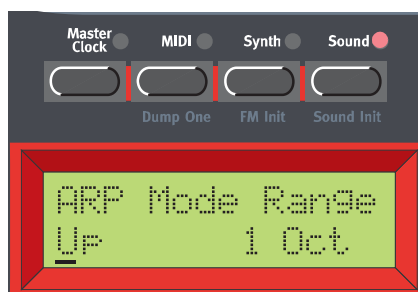 Master Clock MIDI Synth Sound
Dump One FM Init Sound Init
ARP Mode Range
Up 1 Oct